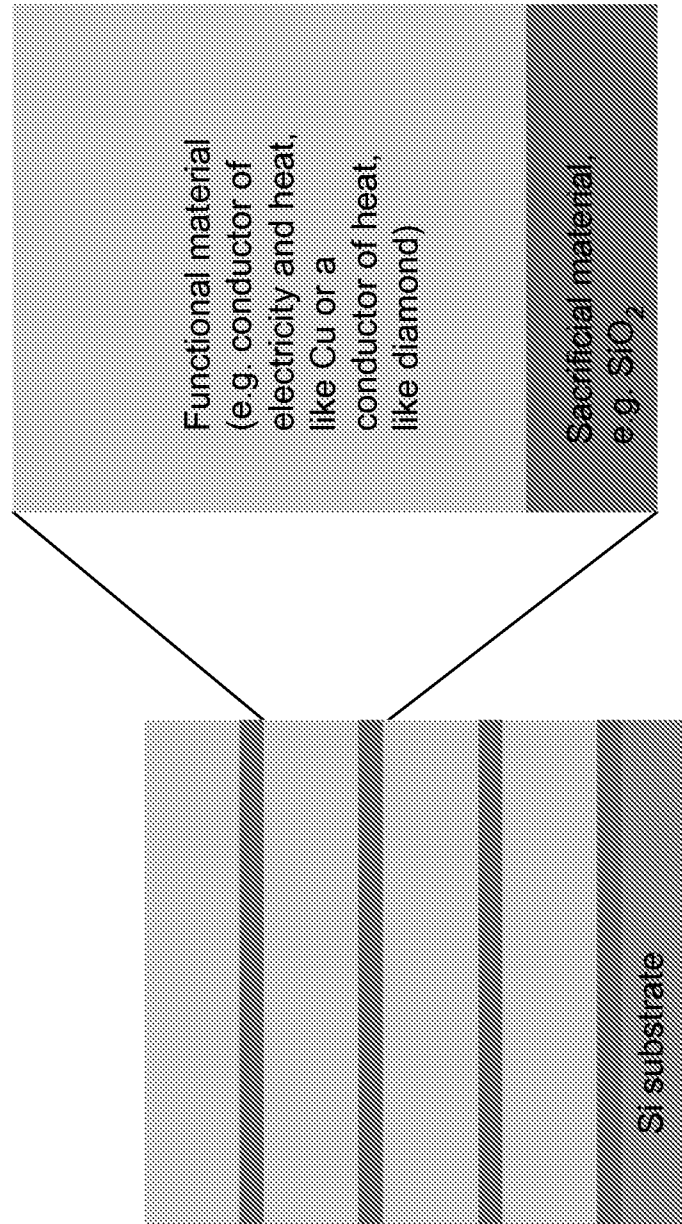 Functional material
(e.g. conductor of
electricity and heat,
like Cu or a
conductor of heat,
like diamond)
Sacrificial material,
e.g. SiO₂
Si substrate